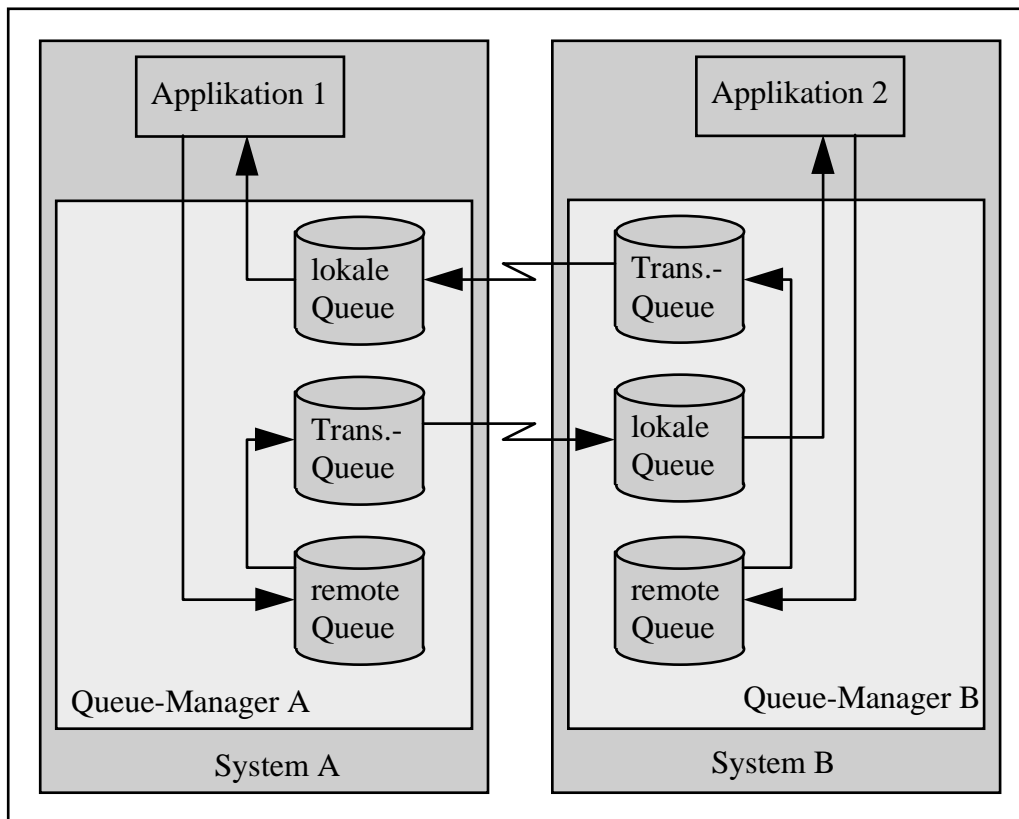 Applikation 1
lokale
Queue
Trans.-
Queue
remote
Queue
Queue-Manager A
System A
Applikation 2
Trans.-
Queue
lokale
Queue
remote
Queue
Queue-Manager B
System B